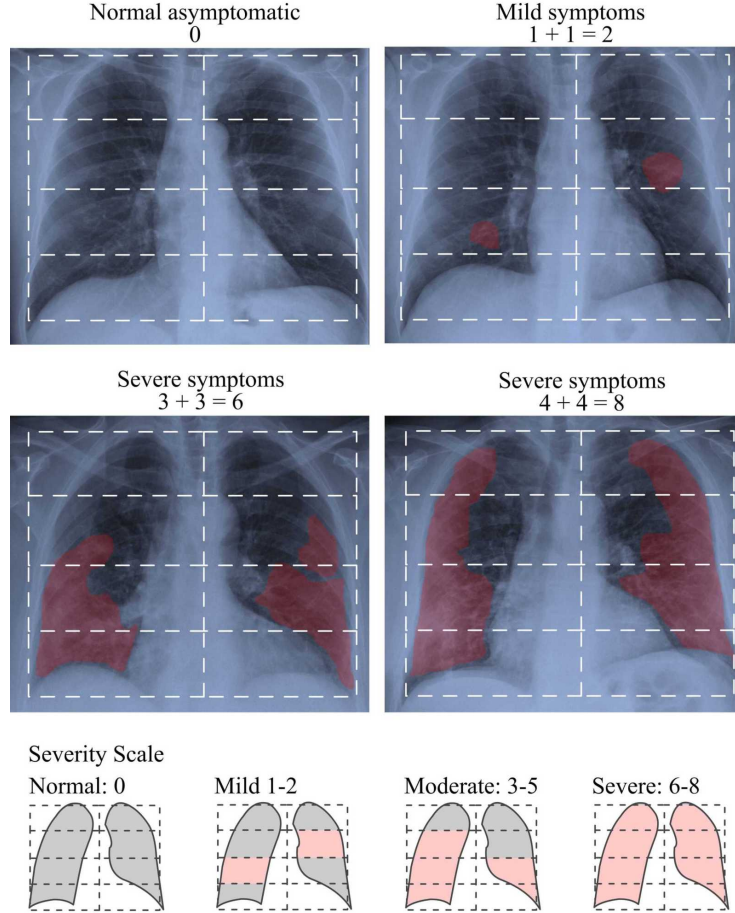 Normal asymptomatic
0
Mild symptoms
1 + 1 = 2
Severe symptoms
3 + 3 = 6
Severe symptoms
4 + 4 = 8
Severity Scale
Normal: 0
Mild 1-2
Moderate: 3-5
Severe: 6-8